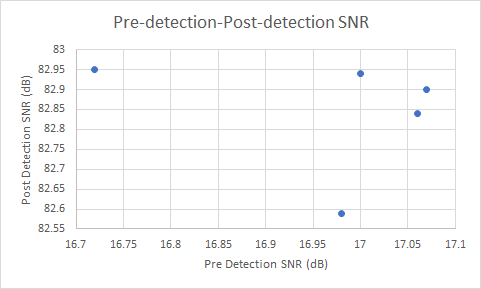 Pre-detection-Post-detection SNR
Post Detection SNR (dB)
83
82.95
82.9
82.85
82.8
82.75
82.7
82.65
82.6
82.55
16.7 16.75 16.8 16.85 16.9 16.95 17 17.05 17.1
Pre Detection SNR (dB)